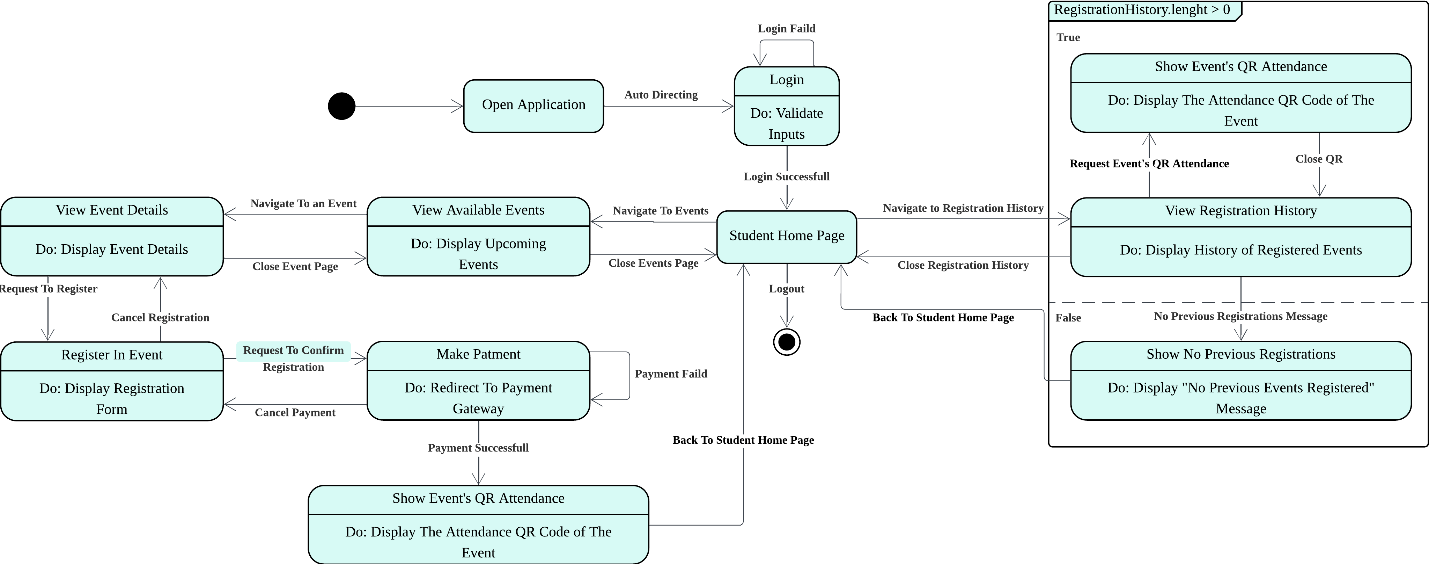 RegistrationHistory.lenght > 0
Login Faild
True
Login
Show Event's QR Attendance
Open Application
Auto Directing
Do: Validate
Inputs
Do: Display The Attendance QR Code of The
Event
Login Successfull
Request Event's QR Attendance
Close QR
View Event Details
Do: Display Event Details
Navigate To an Event
Close Event Page
View Available Events
Do: Display Upcoming
Events
Navigate To Events
Close Events Page
Student Home Page
Navigate to Registration History
Close Registration History
View Registration History
Do: Display History of Registered Events
Request To Register
Cancel Registration
Logout
Back To Student Home Page
False
No Previous Registrations Message
Register In Event
Do: Display Registration
Form
Request To Confirm
Registration
Cancel Payment
Make Patment
Do: Redirect To Payment
Gateway
Payment Faild
Show No Previous Registrations
Do: Display "No Previous Events Registered"
Message
Payment Successfull
Back To Student Home Page
Show Event's QR Attendance
Do: Display The Attendance QR Code of The
Event